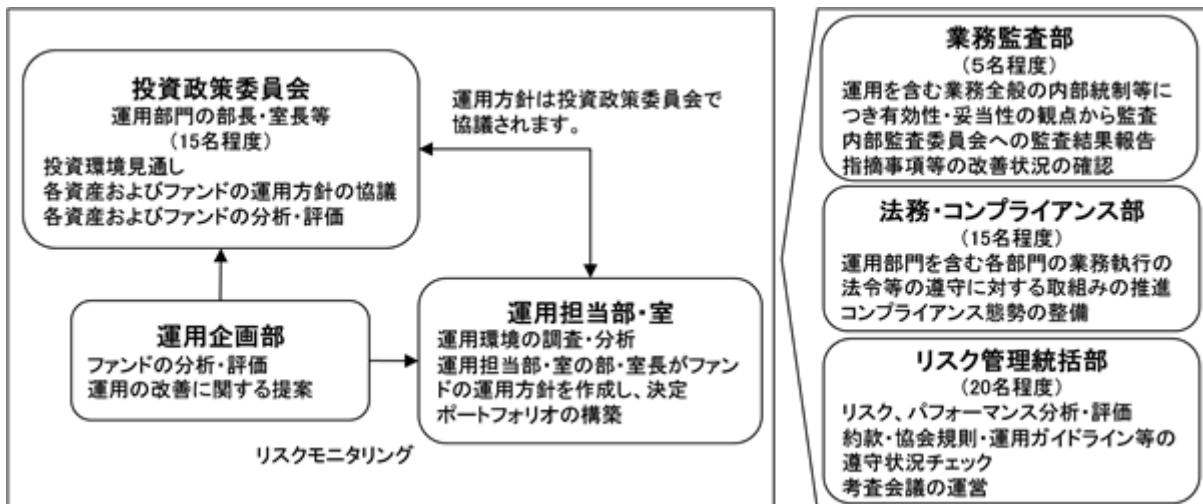 投資政策委員会
運用部門の部長・室長等
(15名程度)
投資環境見通し
各資産およびファンドの運用方針の協議
各資産およびファンドの分析・評価
運用方針は投資政策委員会で
協議されます。
運用企画部
ファンドの分析・評価
運用の改善に関する提案
運用担当部・室
運用環境の調査・分析
運用担当部・室の部・室長がファン
ドの運用方針を作成し、決定
ポートフォリオの構築
リスクモニタリング
業務監査部
(5名程度)
運用を含む業務全般の内部統制等に
つき有効性・妥当性の観点から監査
内部監査委員会への監査結果報告
指摘事項等の改善状況の確認
法務・コンプライアンス部
(15名程度)
運用部門を含む各部門の業務執行の
法令等の遵守に対する取組みの推進
コンプライアンス態勢の整備
リスク管理統括部
(20名程度)
リスク、パフォーマンス分析・評価
約款・協会規則・運用ガイドライン等の
遵守状況チェック
考査会議の運営